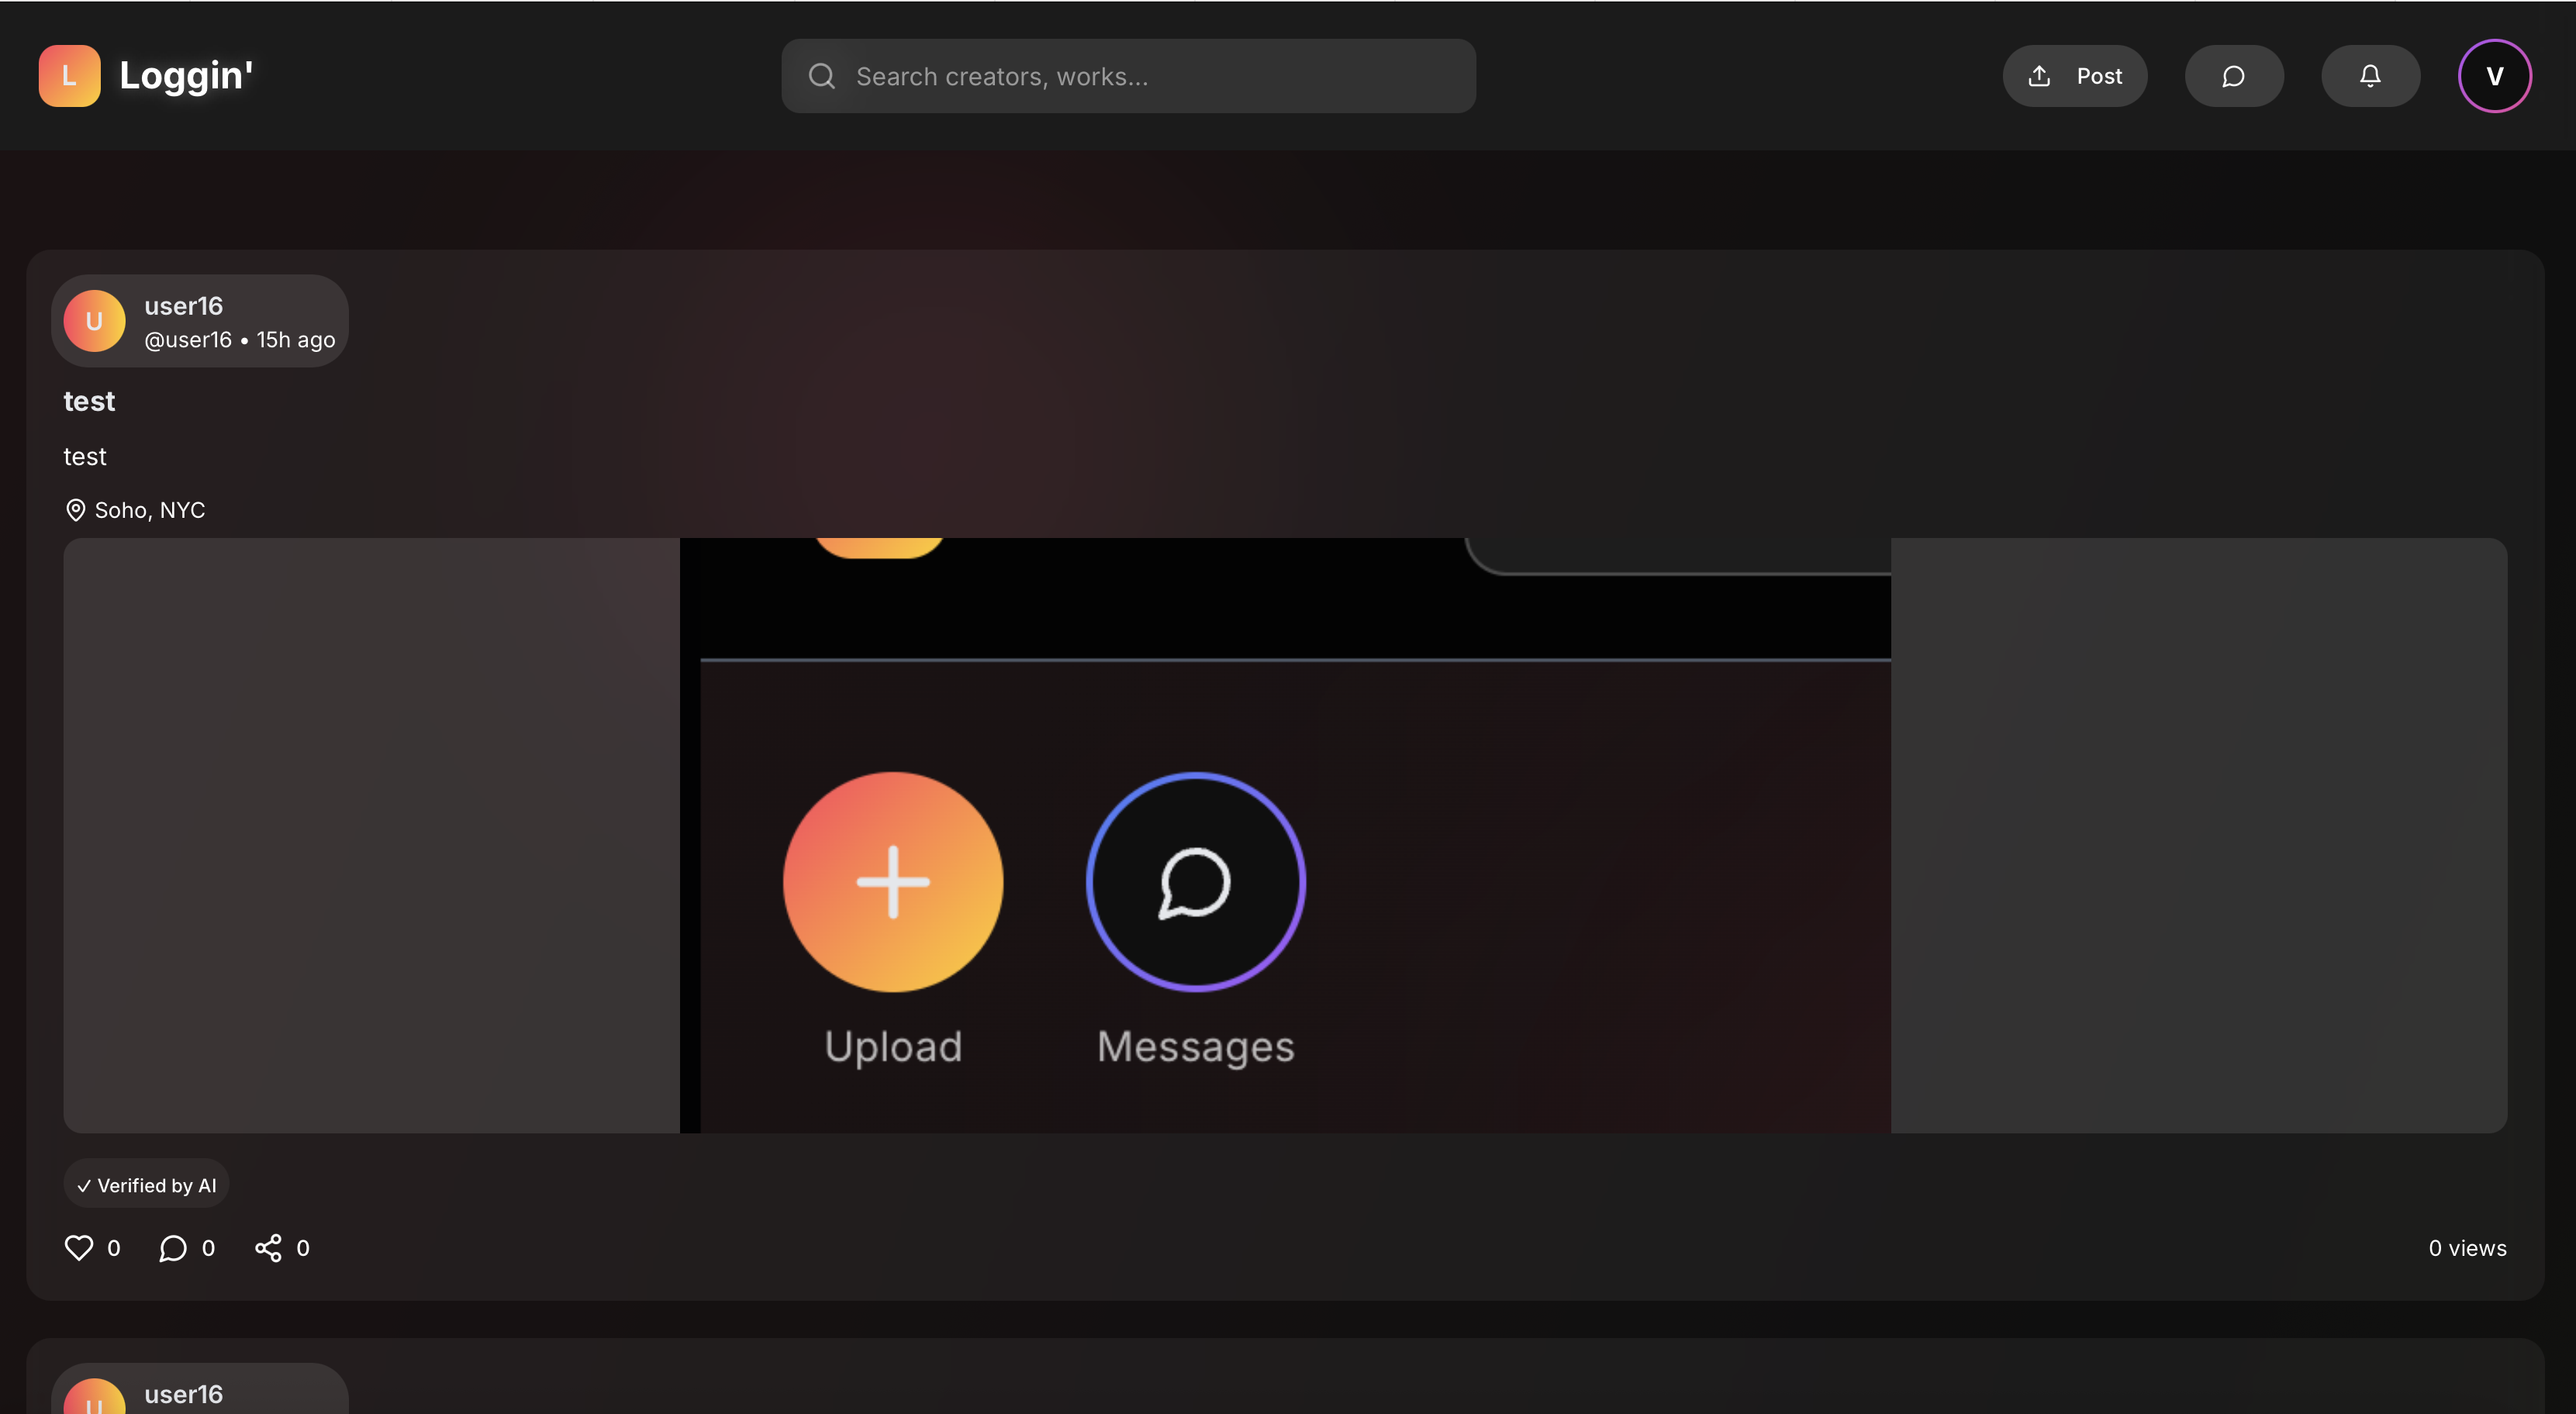 L Loggin'
Search creators, works...
Post
V
U
user16
@user16 • 15h ago
test
test
Soho, NYC
Upload
Messages
✓ Verified by AI
0
0
0
0 views
U
user16